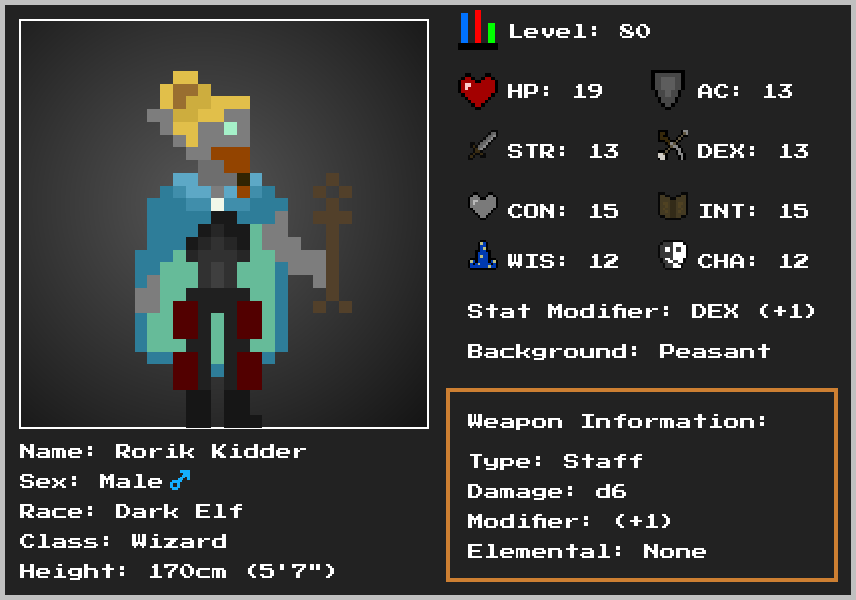 Level: 80
HP: 19
AC: 13
STR: 13
DEX: 13
CON: 15
INT: 15
WIS: 12
CHA: 12
Stat Modifier: DEX (+1)
Background: Peasant
Weapon Information:
Type: Staff
Damage: d6
Modifier: (+1)
Elemental: None
Name: Rorik Kidder
Sex: Male♂
Race: Dark Elf
Class: Wizard
Height: 170cm (5'7")